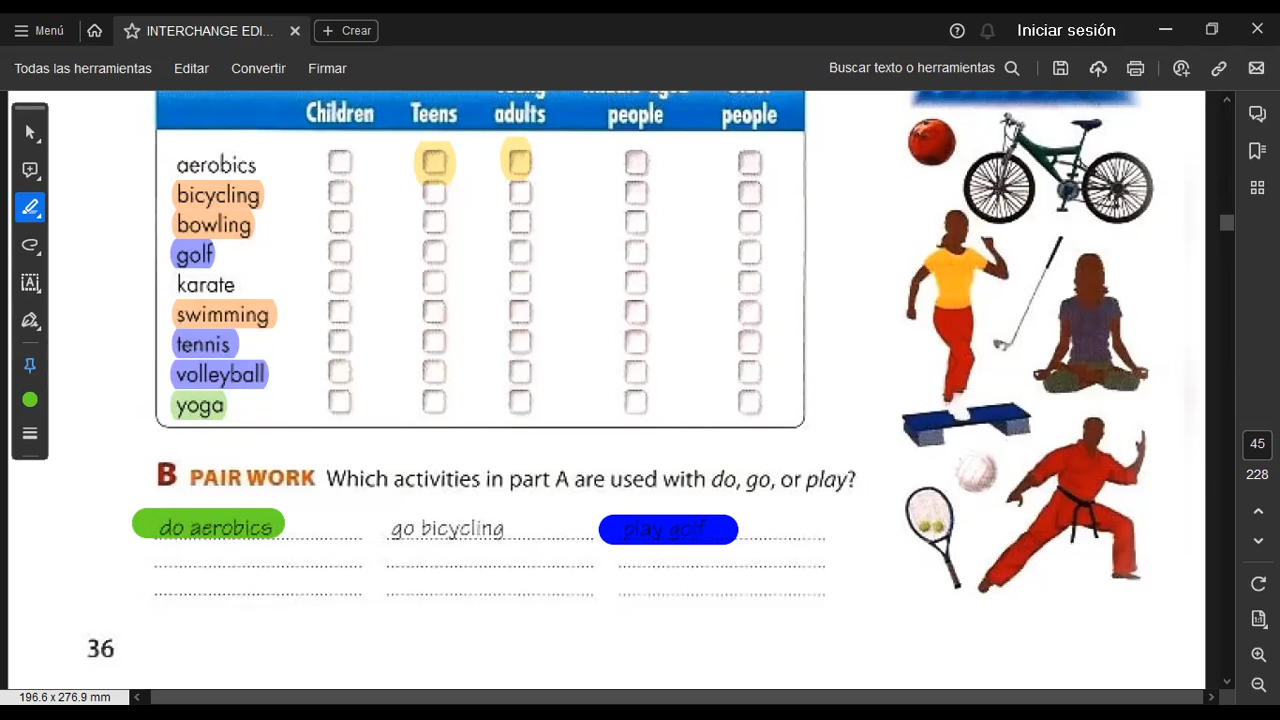 Menú INTERCHANGE EDI... Crear Iniciar sesión
Todas las herramientas Editar Convertir Firmar Buscar texto o herramientas
Children Teens adults people people
aerobics
bicycling
bowling
golf
karate
swimming
tennis
volleyball
yoga
B PAIR WORK Which activities in part A are used with do, go, or play?
do aerobics go bicycling play golf
36
45
228
196.6 x 276.9 mm